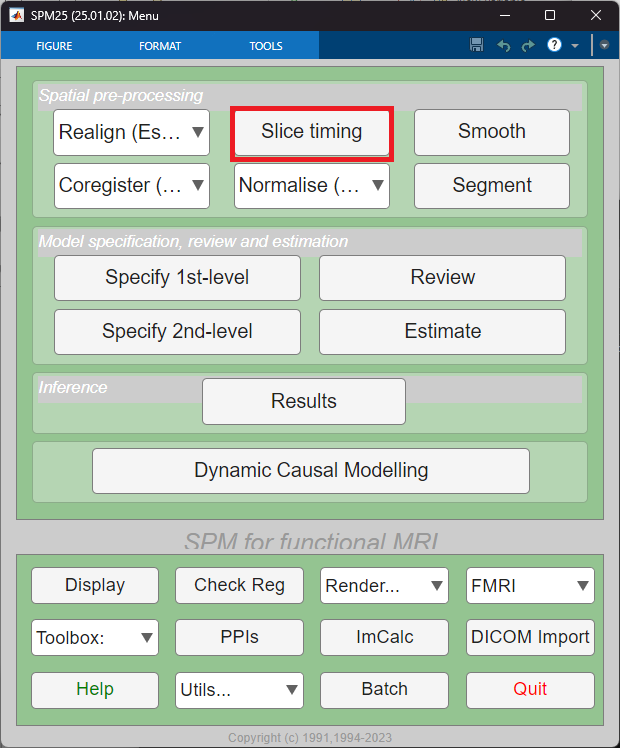 SPM25 (25.01.02): Menu
FIGURE FORMAT TOOLS
Spatial pre-processing
Realign (Es... Slice timing Smooth
Coregister (... Normalise (... Segment
Model specification, review and estimation
Specify 1st-level Review
Specify 2nd-level Estimate
Inference
Results
Dynamic Causal Modelling
SPM for functional MRI
Display Check Reg Render... FMRI
Toolbox: PPIs ImCalc DICOM Import
Help Utils... Batch Quit
Copyright (c) 1991,1994-2023